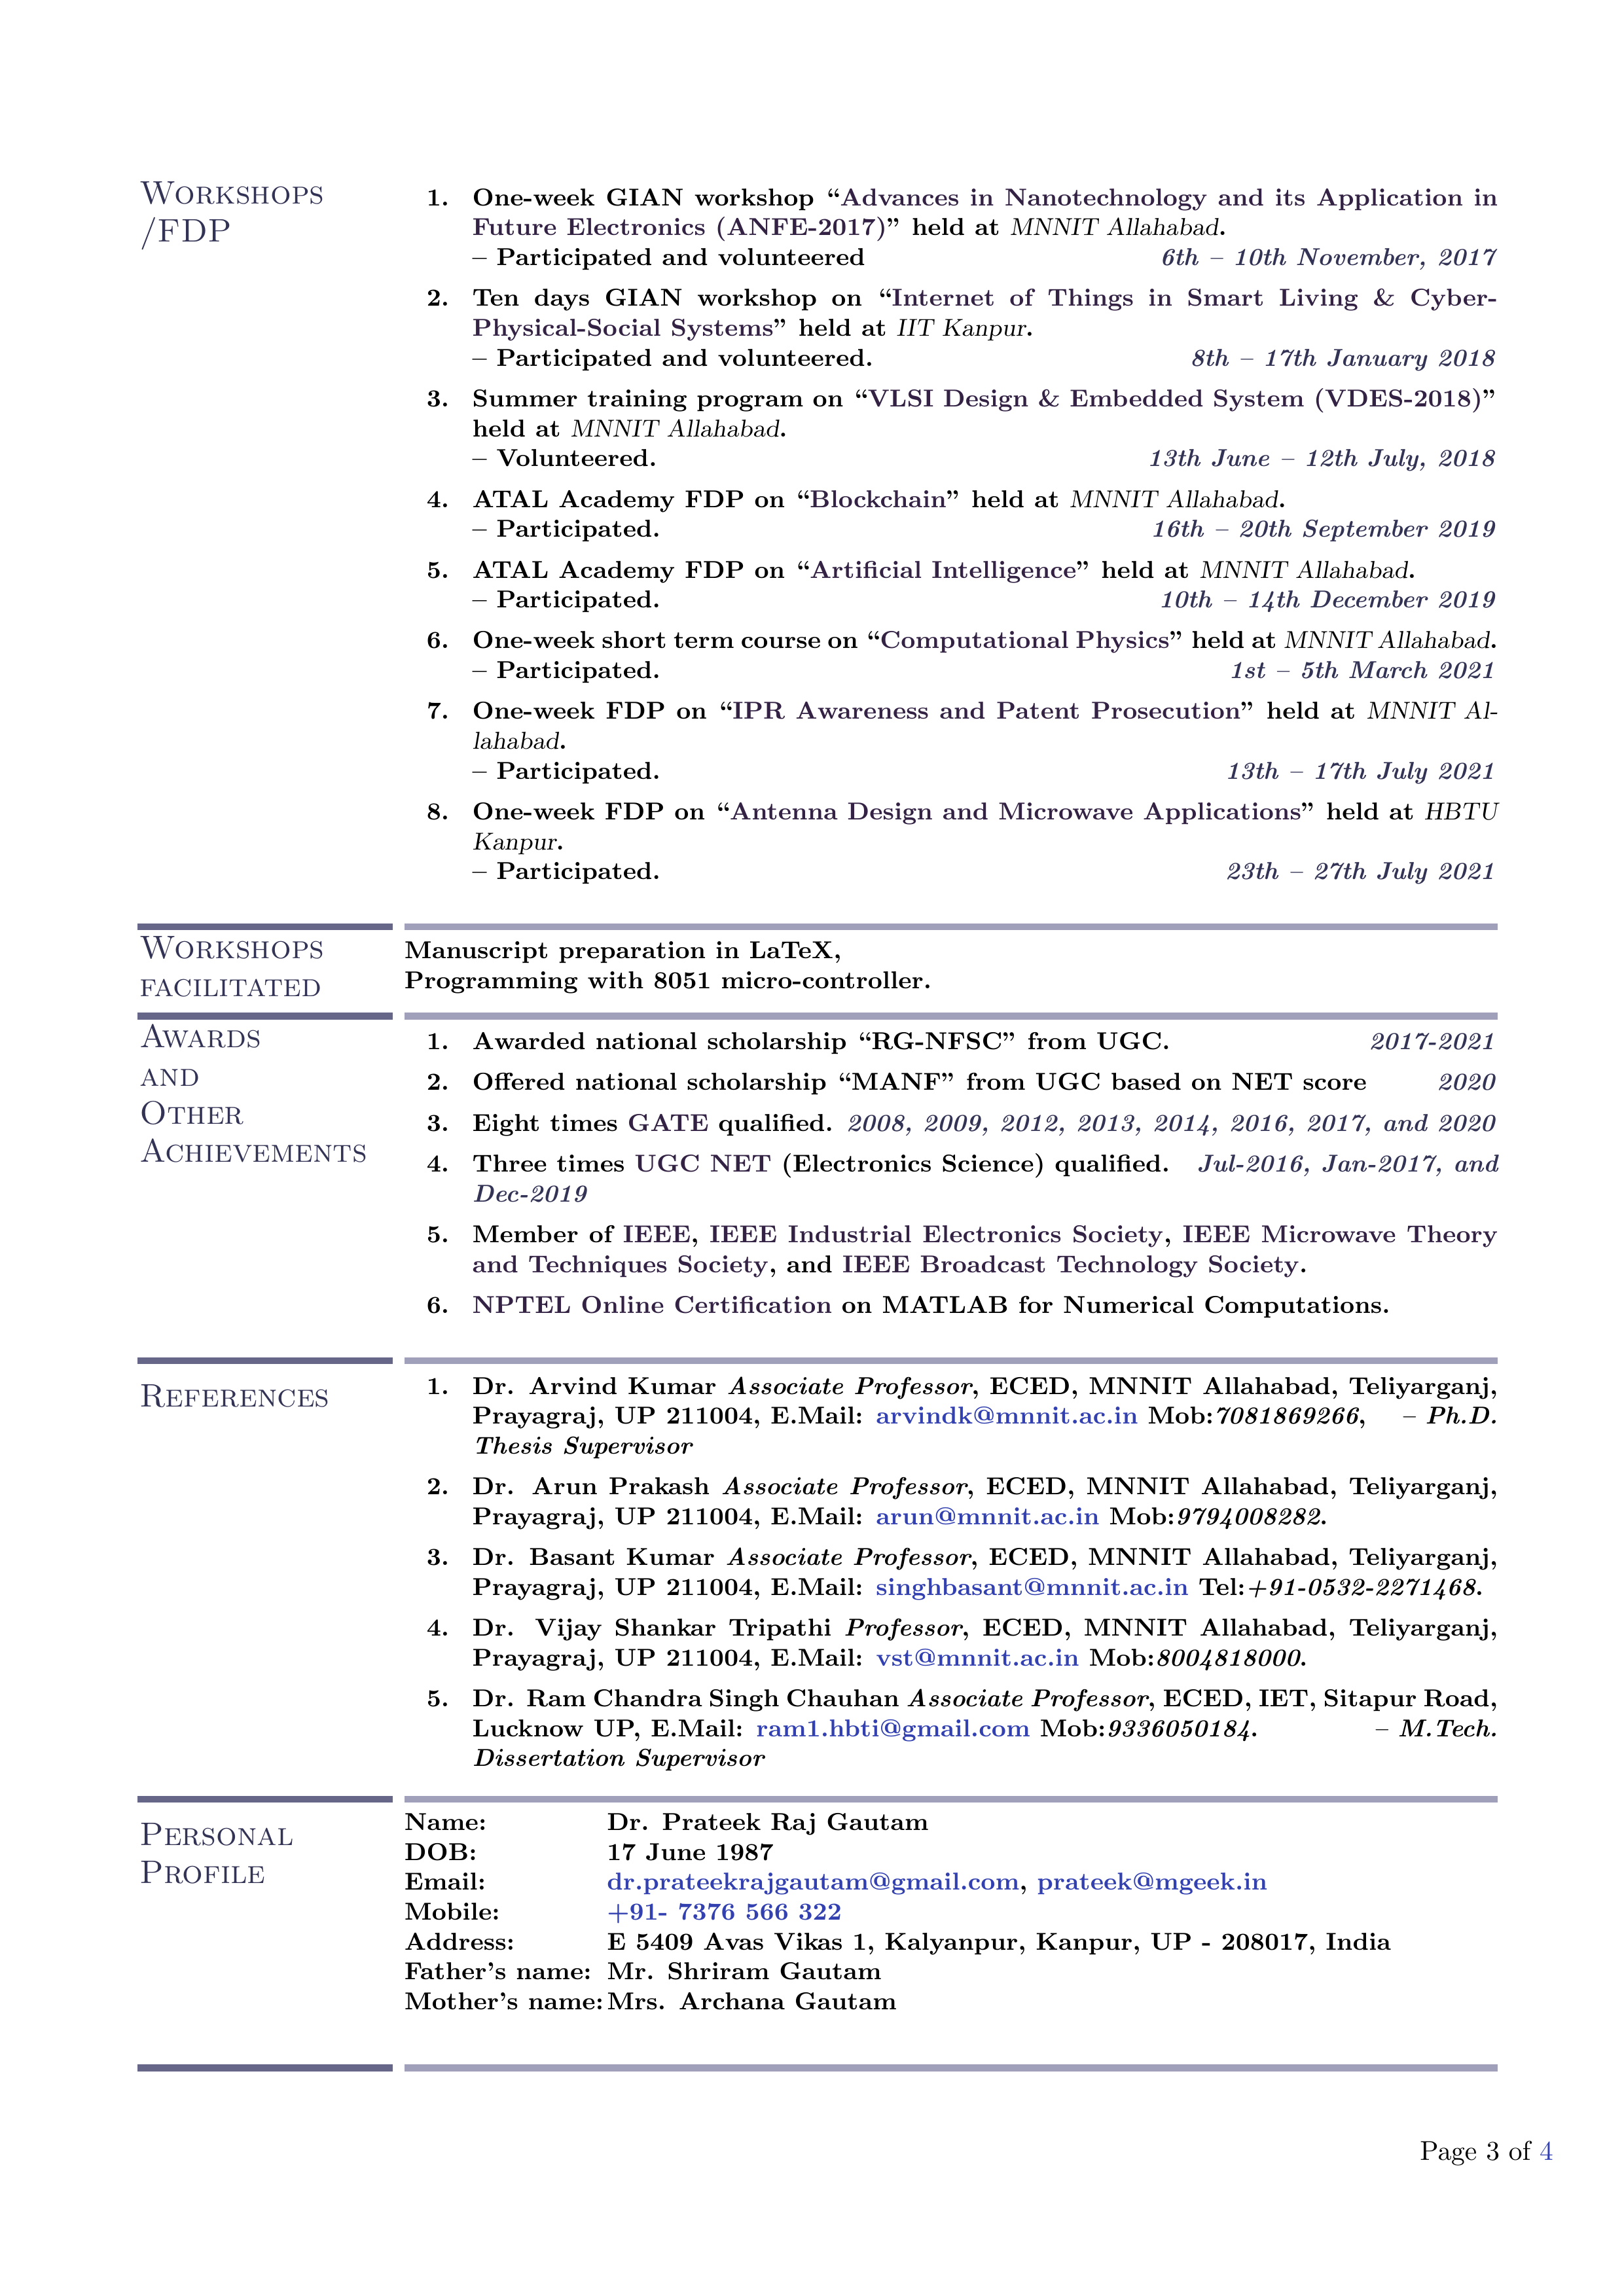 Workshops
/FDP
1. One-week GIAN workshop “Advances in Nanotechnology and its Application in
Future Electronics (ANFE-2017)” held at MNNIT Allahabad.
– Participated and volunteered 6th – 10th November, 2017
2. Ten days GIAN workshop on “Internet of Things in Smart Living & Cyber-
Physical-Social Systems” held at IIT Kanpur.
– Participated and volunteered. 8th – 17th January 2018
3. Summer training program on “VLSI Design & Embedded System (VDES-2018)”
held at MNNIT Allahabad.
– Volunteered. 13th June – 12th July, 2018
4. ATAL Academy FDP on “Blockchain” held at MNNIT Allahabad.
– Participated. 16th – 20th September 2019
5. ATAL Academy FDP on “Artificial Intelligence” held at MNNIT Allahabad.
– Participated. 10th – 14th December 2019
6. One-week short term course on “Computational Physics” held at MNNIT Allahabad.
– Participated. 1st – 5th March 2021
7. One-week FDP on “IPR Awareness and Patent Prosecution” held at MNNIT Al-
lahabad.
– Participated. 13th – 17th July 2021
8. One-week FDP on “Antenna Design and Microwave Applications” held at HBTU
Kanpur.
– Participated. 23th – 27th July 2021
Workshops
facilitated
Manuscript preparation in LaTeX,
Programming with 8051 micro-controller.
Awards
and
Other
Achievements
1. Awarded national scholarship “RG-NFSC” from UGC. 2017-2021
2. Offered national scholarship “MANF” from UGC based on NET score 2020
3. Eight times GATE qualified. 2008, 2009, 2012, 2013, 2014, 2016, 2017, and 2020
4. Three times UGC NET (Electronics Science) qualified. Jul-2016, Jan-2017, and
Dec-2019
5. Member of IEEE, IEEE Industrial Electronics Society, IEEE Microwave Theory
and Techniques Society, and IEEE Broadcast Technology Society.
6. NPTEL Online Certification on MATLAB for Numerical Computations.
References
1. Dr. Arvind Kumar Associate Professor, ECED, MNNIT Allahabad, Teliyarganj,
Prayagraj, UP 211004, E.Mail: arvindk@mnnit.ac.in Mob:7081869266, – Ph.D.
Thesis Supervisor
2. Dr. Arun Prakash Associate Professor, ECED, MNNIT Allahabad, Teliyarganj,
Prayagraj, UP 211004, E.Mail: arun@mnnit.ac.in Mob:9794008282.
3. Dr. Basant Kumar Associate Professor, ECED, MNNIT Allahabad, Teliyarganj,
Prayagraj, UP 211004, E.Mail: singhbasant@mnnit.ac.in Tel:+91-0532-2271468.
4. Dr. Vijay Shankar Tripathi Professor, ECED, MNNIT Allahabad, Teliyarganj,
Prayagraj, UP 211004, E.Mail: vst@mnnit.ac.in Mob:8004818000.
5. Dr. Ram Chandra Singh Chauhan Associate Professor, ECED, IET, Sitapur Road,
Lucknow UP, E.Mail: ram1.hbti@gmail.com Mob:9336050184. – M.Tech.
Dissertation Supervisor
Personal
Profile
Name: Dr. Prateek Raj Gautam
DOB: 17 June 1987
Email: dr.prateekrajgautam@gmail.com, prateek@mgeek.in
Mobile: +91- 7376 566 322
Address: E 5409 Avas Vikas 1, Kalyanpur, Kanpur, UP - 208017, India
Father’s name: Mr. Shriram Gautam
Mother’s name: Mrs. Archana Gautam
Page 3 of 4